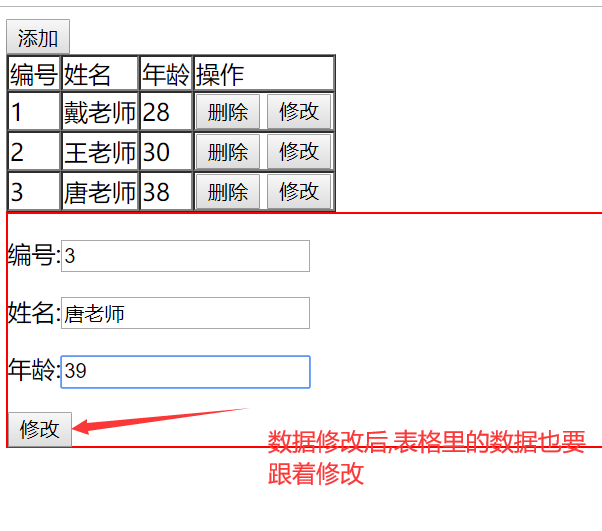 添加
编号 姓名 年龄 操作
1 戴老师 28 删除 修改
2 王老师 30 删除 修改
3 唐老师 38 删除 修改
编号:3
姓名:唐老师
年龄:39
修改
数据修改后,表格里的数据也要
跟着修改